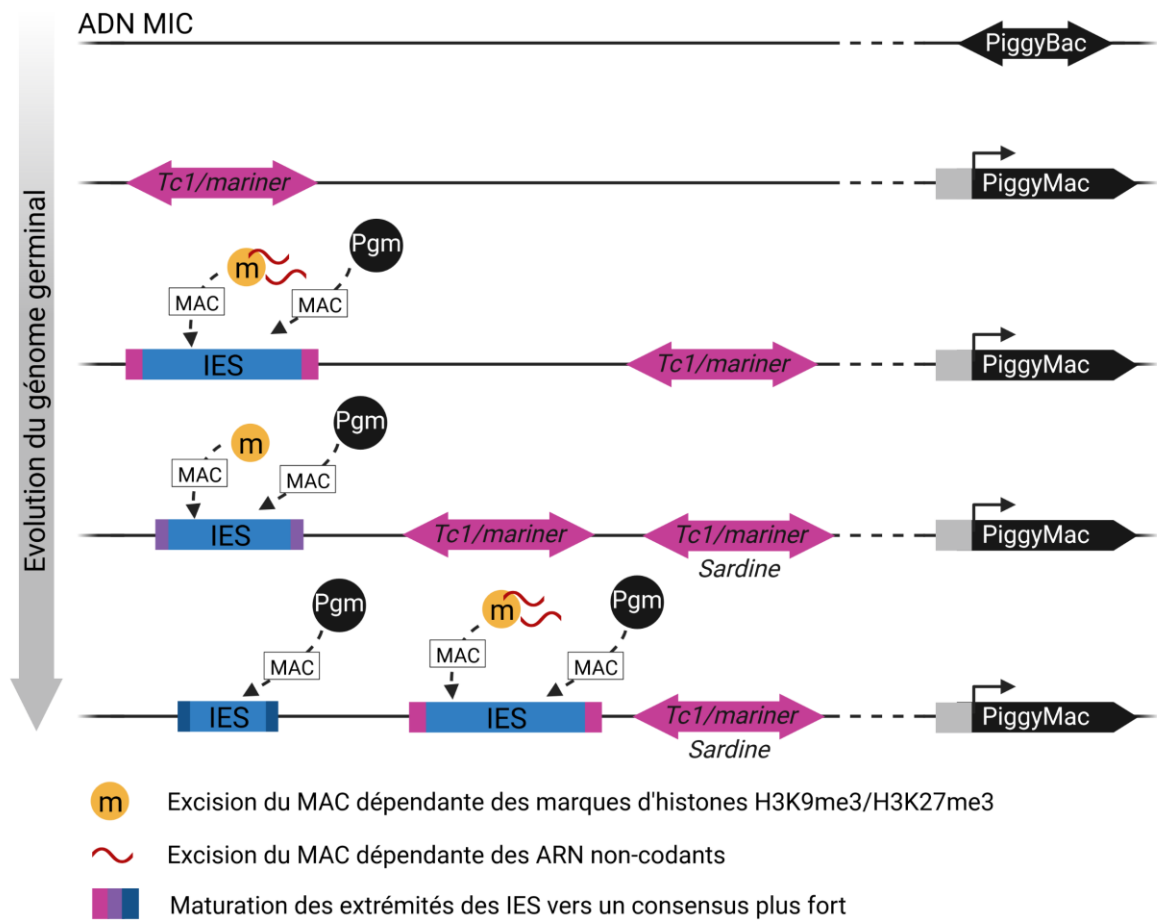 ADN MIC
PiggyBac
Evolution du génome germinal
Tc1/mariner
PiggyMac
m
Pgm
MAC
MAC
IES
Tc1/mariner
PiggyMac
m
Pgm
MAC
MAC
IES
Tc1/mariner
Tc1/mariner
Sardine
PiggyMac
Pgm
m
Pgm
MAC
MAC
MAC
IES
IES
Tc1/mariner
Sardine
PiggyMac
m Excision du MAC dépendante des marques d'histones H3K9me3/H3K27me3
Excision du MAC dépendante des ARN non-codants
Maturation des extrémités des IES vers un consensus plus fort